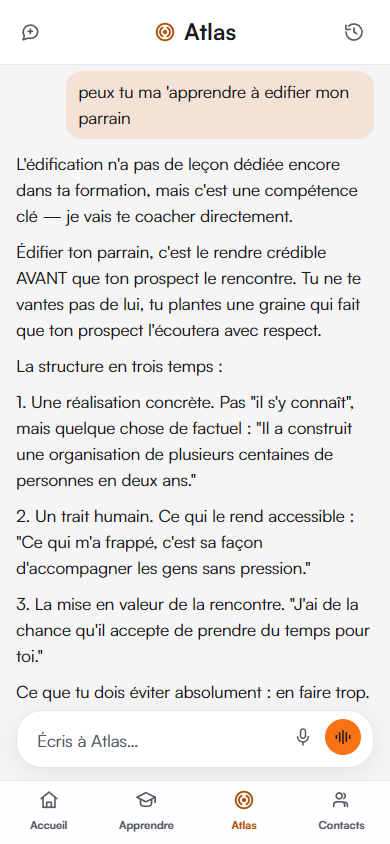 Atlas
peux tu ma 'apprendre à edifier mon
parrain
L'édification n'a pas de leçon dédiée encore
dans ta formation, mais c'est une compétence
clé — je vais te coacher directement.
Édifier ton parrain, c'est le rendre crédible
AVANT que ton prospect le rencontre. Tu ne te
vantes pas de lui, tu plantes une graine qui fait
que ton prospect l'écoutera avec respect.
La structure en trois temps :
1. Une réalisation concrète. Pas "il s'y connaît",
mais quelque chose de factuel : "Il a construit
une organisation de plusieurs centaines de
personnes en deux ans."
2. Un trait humain. Ce qui le rend accessible :
"Ce qui m'a frappé, c'est sa façon
d'accompagner les gens sans pression."
3. La mise en valeur de la rencontre. "J'ai de la
chance qu'il accepte de prendre du temps pour
toi."
Ce que tu dois éviter absolument : en faire trop.
Écris à Atlas...
Accueil
Apprendre
Atlas
Contacts